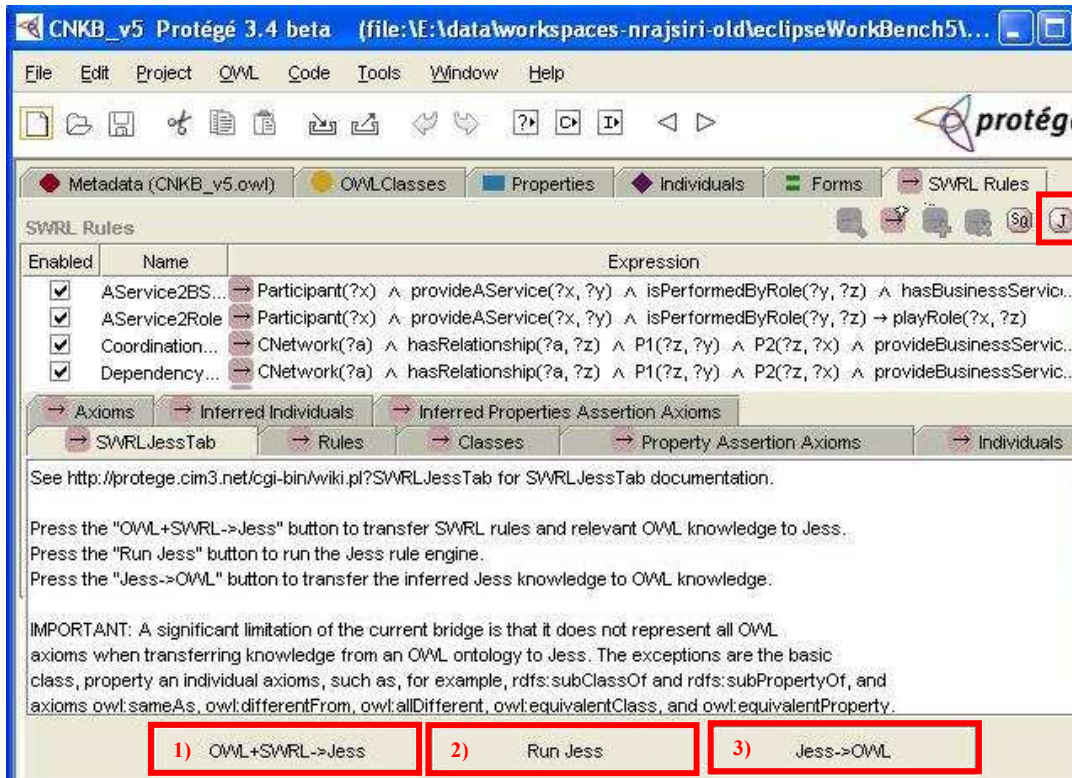 CNKB_v5 Protégé 3.4 beta (file:\E:\data\workspaces-nrajsiri-old\eclipseWorkBench5\...
File Edit Project OWL Code Tools Window Help
protég
Metadata (CNKB_v5.owl) OWLClasses Properties Individuals Forms SWRL Rules
SWRL Rules
Enabled Name Expression
AService2BS... → Participant(?x) ∧ provideAService(?x, ?y) ∧ isPerformedByRole(?y, ?z) ∧ hasBusinessServic...
AService2Role → Participant(?x) ∧ provideAService(?x, ?y) ∧ isPerformedByRole(?y, ?z) → playRole(?x, ?z)
Coordination... → CNetwork(?a) ∧ hasRelationship(?a, ?z) ∧ P1(?z, ?y) ∧ P2(?z, ?x) ∧ provideBusinessServic...
Dependency... → CNetwork(?a) ∧ hasRelationship(?a, ?z) ∧ P1(?z, ?y) ∧ P2(?z, ?x) ∧ provideBusinessServic...
→ Axioms → Inferred Individuals → Inferred Properties Assertion Axioms
→ SWRLJessTab → Rules → Classes → Property Assertion Axioms → Individuals
See http://protege.cim3.net/cgi-bin/wiki.pl?SWRLJessTab for SWRLJessTab documentation.
Press the "OWL+SWRL->Jess" button to transfer SWRL rules and relevant OWL knowledge to Jess.
Press the "Run Jess" button to run the Jess rule engine.
Press the "Jess->OWL" button to transfer the inferred Jess knowledge to OWL knowledge.
IMPORTANT: A significant limitation of the current bridge is that it does not represent all OWL
axioms when transferring knowledge from an OWL ontology to Jess. The exceptions are the basic
class, property an individual axioms, such as, for example, rdfs:subClassOf and rdfs:subPropertyOf, and
axioms owl:sameAs, owl:differentFrom, owl:allDifferent, owl:equivalentClass, and owl:equivalentProperty.
1) OWL+SWRL->Jess 2) Run Jess 3) Jess->OWL